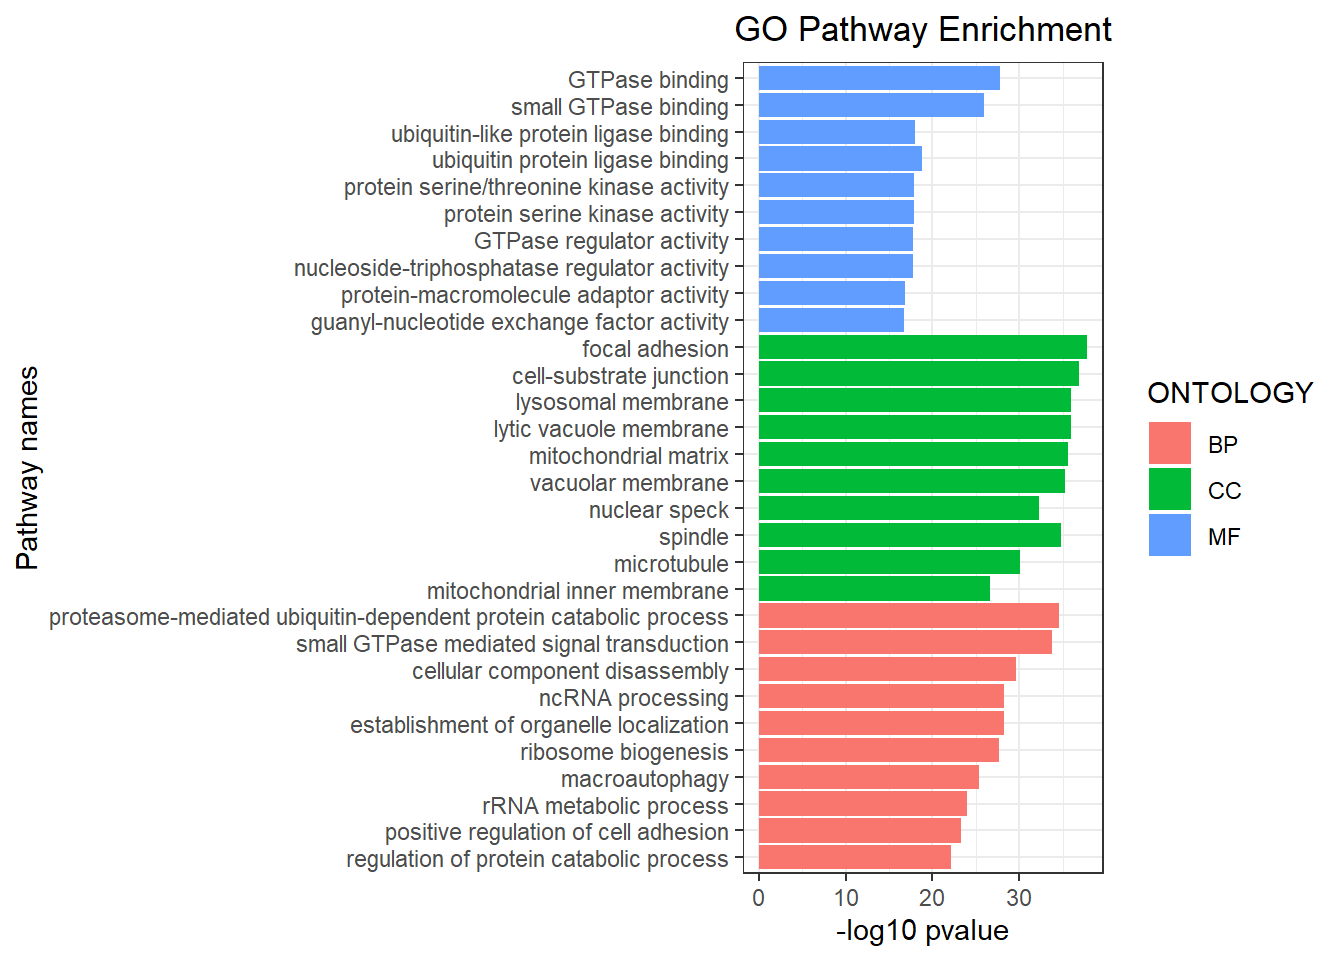 GO Pathway Enrichment
GTPase binding
small GTPase binding
ubiquitin-like protein ligase binding
ubiquitin protein ligase binding
protein serine/threonine kinase activity
protein serine kinase activity
GTPase regulator activity
nucleoside-triphosphatase regulator activity
protein-macromolecule adaptor activity
guanyl-nucleotide exchange factor activity
focal adhesion
cell-substrate junction
lysosomal membrane
lytic vacuole membrane
mitochondrial matrix
vacuolar membrane
nuclear speck
spindle
microtubule
mitochondrial inner membrane
proteasome-mediated ubiquitin-dependent protein catabolic process
small GTPase mediated signal transduction
cellular component disassembly
ncRNA processing
establishment of organelle localization
ribosome biogenesis
macroautophagy
rRNA metabolic process
positive regulation of cell adhesion
regulation of protein catabolic process
Pathway names
0 10 20 30
-log10 pvalue
ONTOLOGY
BP
CC
MF